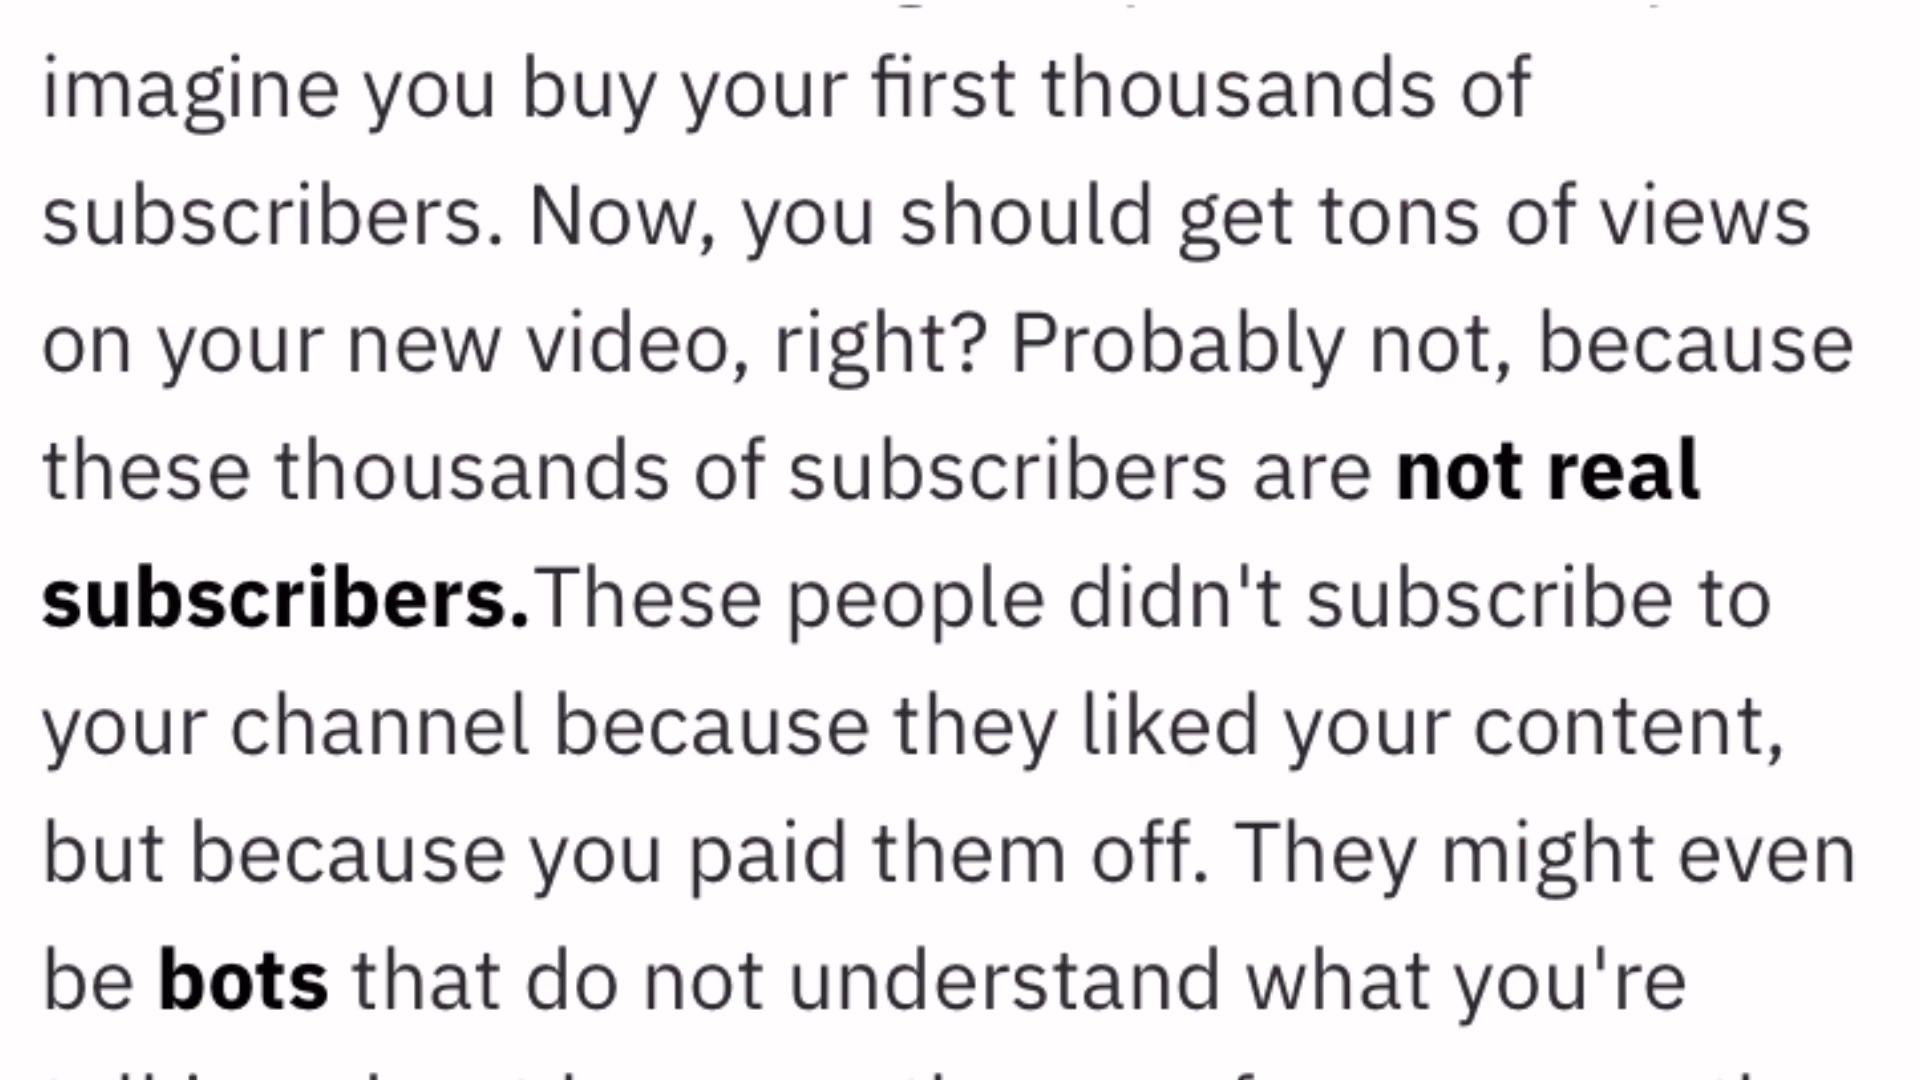 imagine you buy your first thousands of
subscribers. Now, you should get tons of views
on your new video, right? Probably not, because
these thousands of subscribers are not real
subscribers.These people didn't subscribe to
your channel because they liked your content,
but because you paid them off. They might even
be bots that do not understand what you're